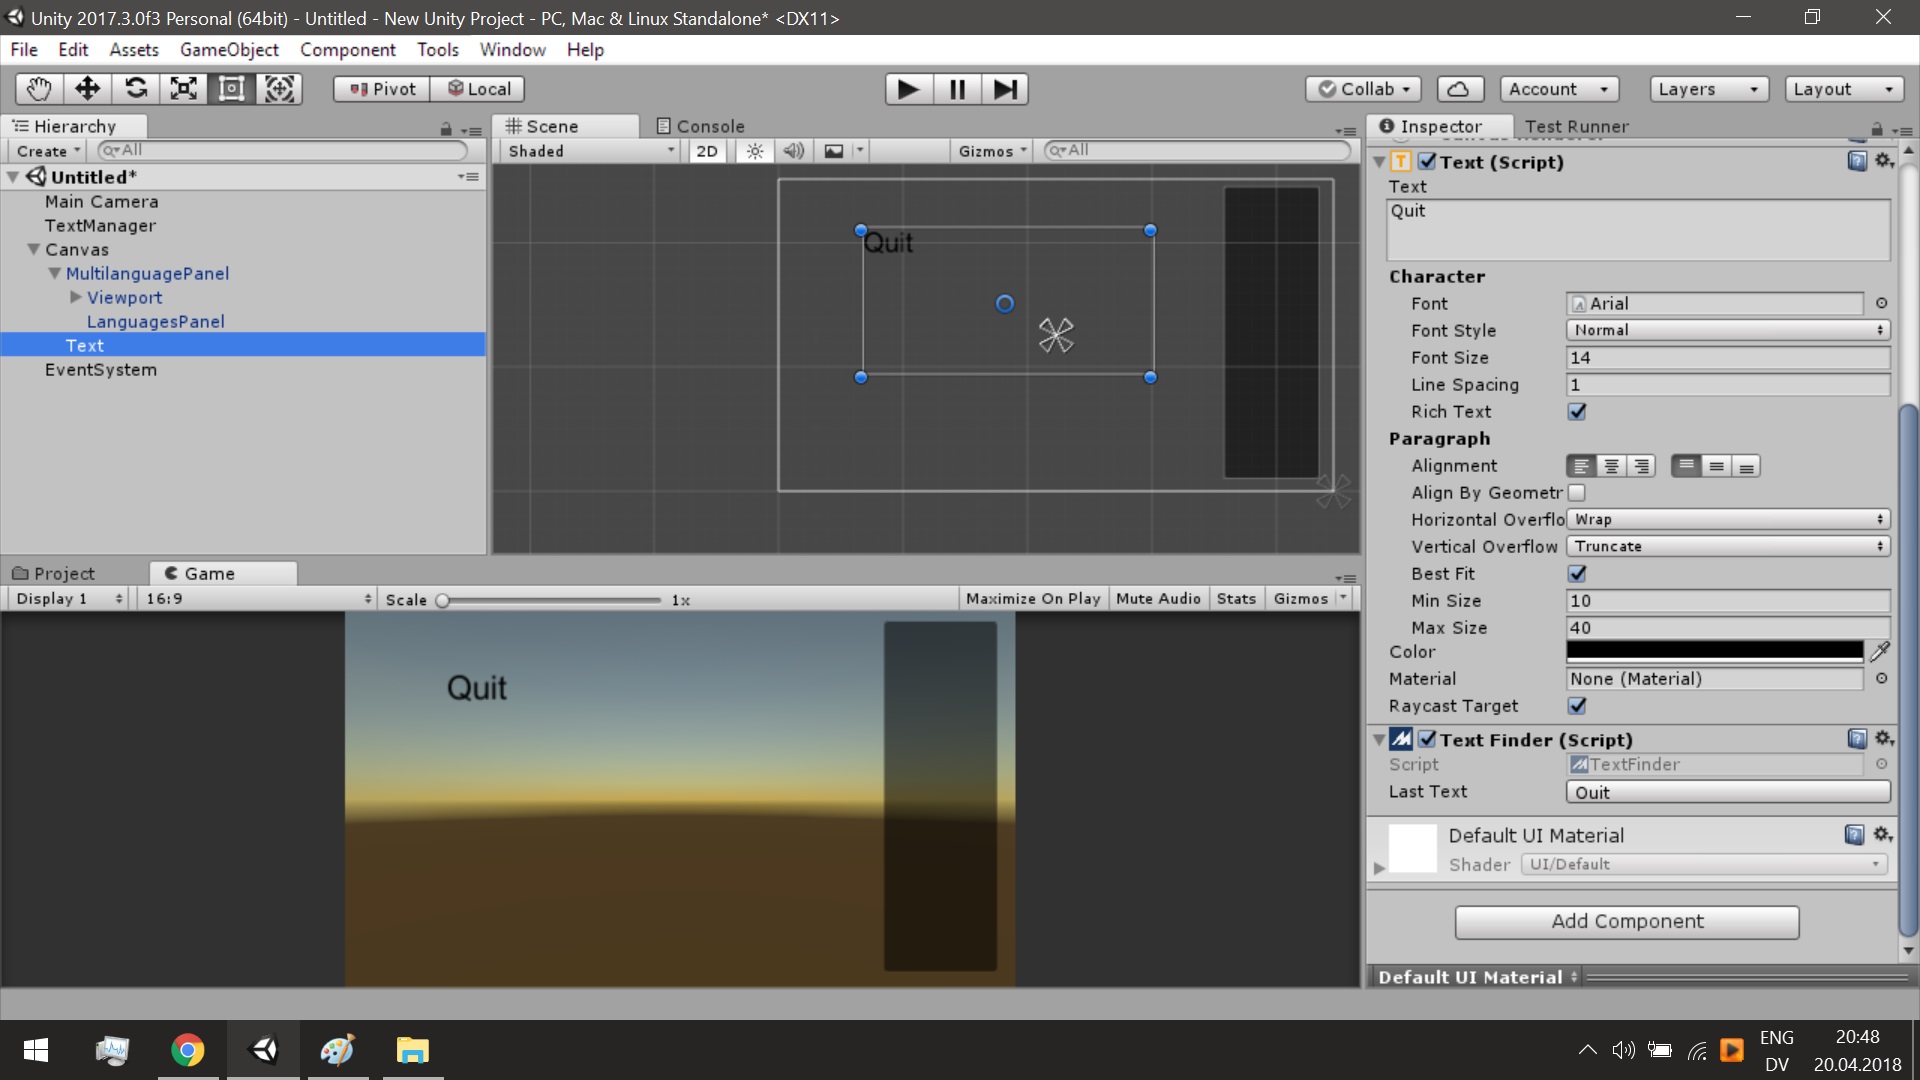 Unity 2017.3.0f3 Personal (64bit) - Untitled - New Unity Project - PC, Mac & Linux Standalone* <DX11>
File Edit Assets GameObject Component Tools Window Help
Pivot Local Collab Account Layers Layout
Hierarchy
Create All
Untitled*
Main Camera
TextManager
Canvas
MultilanguagePanel
Viewport
LanguagesPanel
Text
EventSystem
Scene Console
Shaded 2D Gizmos All
Quit
Project Game
Display 1 16:9 Scale 1x Maximize On Play Mute Audio Stats Gizmos
Quit
Inspector Test Runner
Text (Script)
Text
Quit
Character
Font Arial
Font Style Normal
Font Size 14
Line Spacing 1
Rich Text
Paragraph
Alignment
Align By Geometr
Horizontal Overflo Wrap
Vertical Overflow Truncate
Best Fit
Min Size 10
Max Size 40
Color
Material None (Material)
Raycast Target
Text Finder (Script)
Script TextFinder
Last Text Quit
Default UI Material
Shader UI/Default
Add Component
Default UI Material
ENG 20:48
DV 20.04.2018